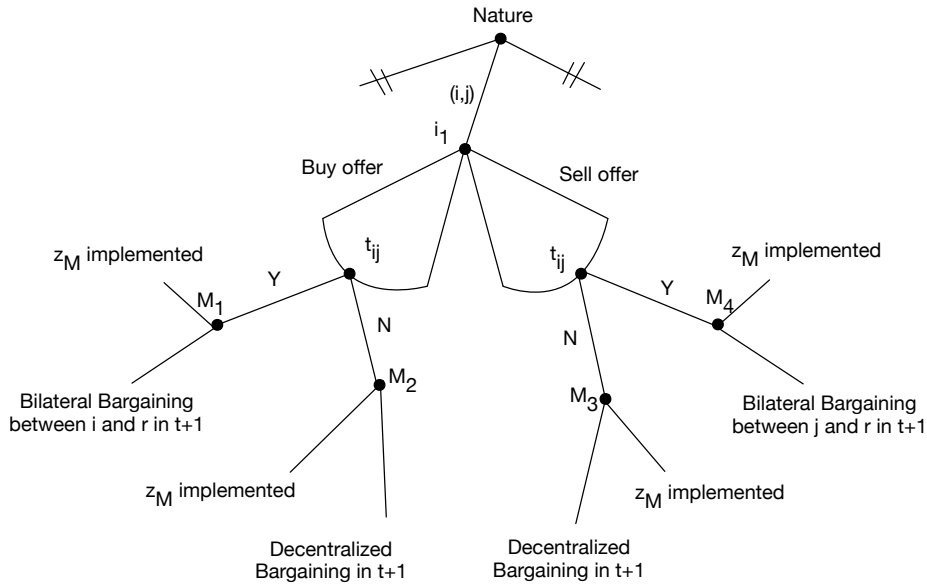 Nature
(i,j)
i1
Buy offer
Sell offer
tij
tij
zM implemented
zM implemented
Y
Y
M1
M4
N
N
M2
M3
Bilateral Bargaining
between i and r in t+1
Bilateral Bargaining
between j and r in t+1
zM implemented
zM implemented
Decentralized
Bargaining in t+1
Decentralized
Bargaining in t+1